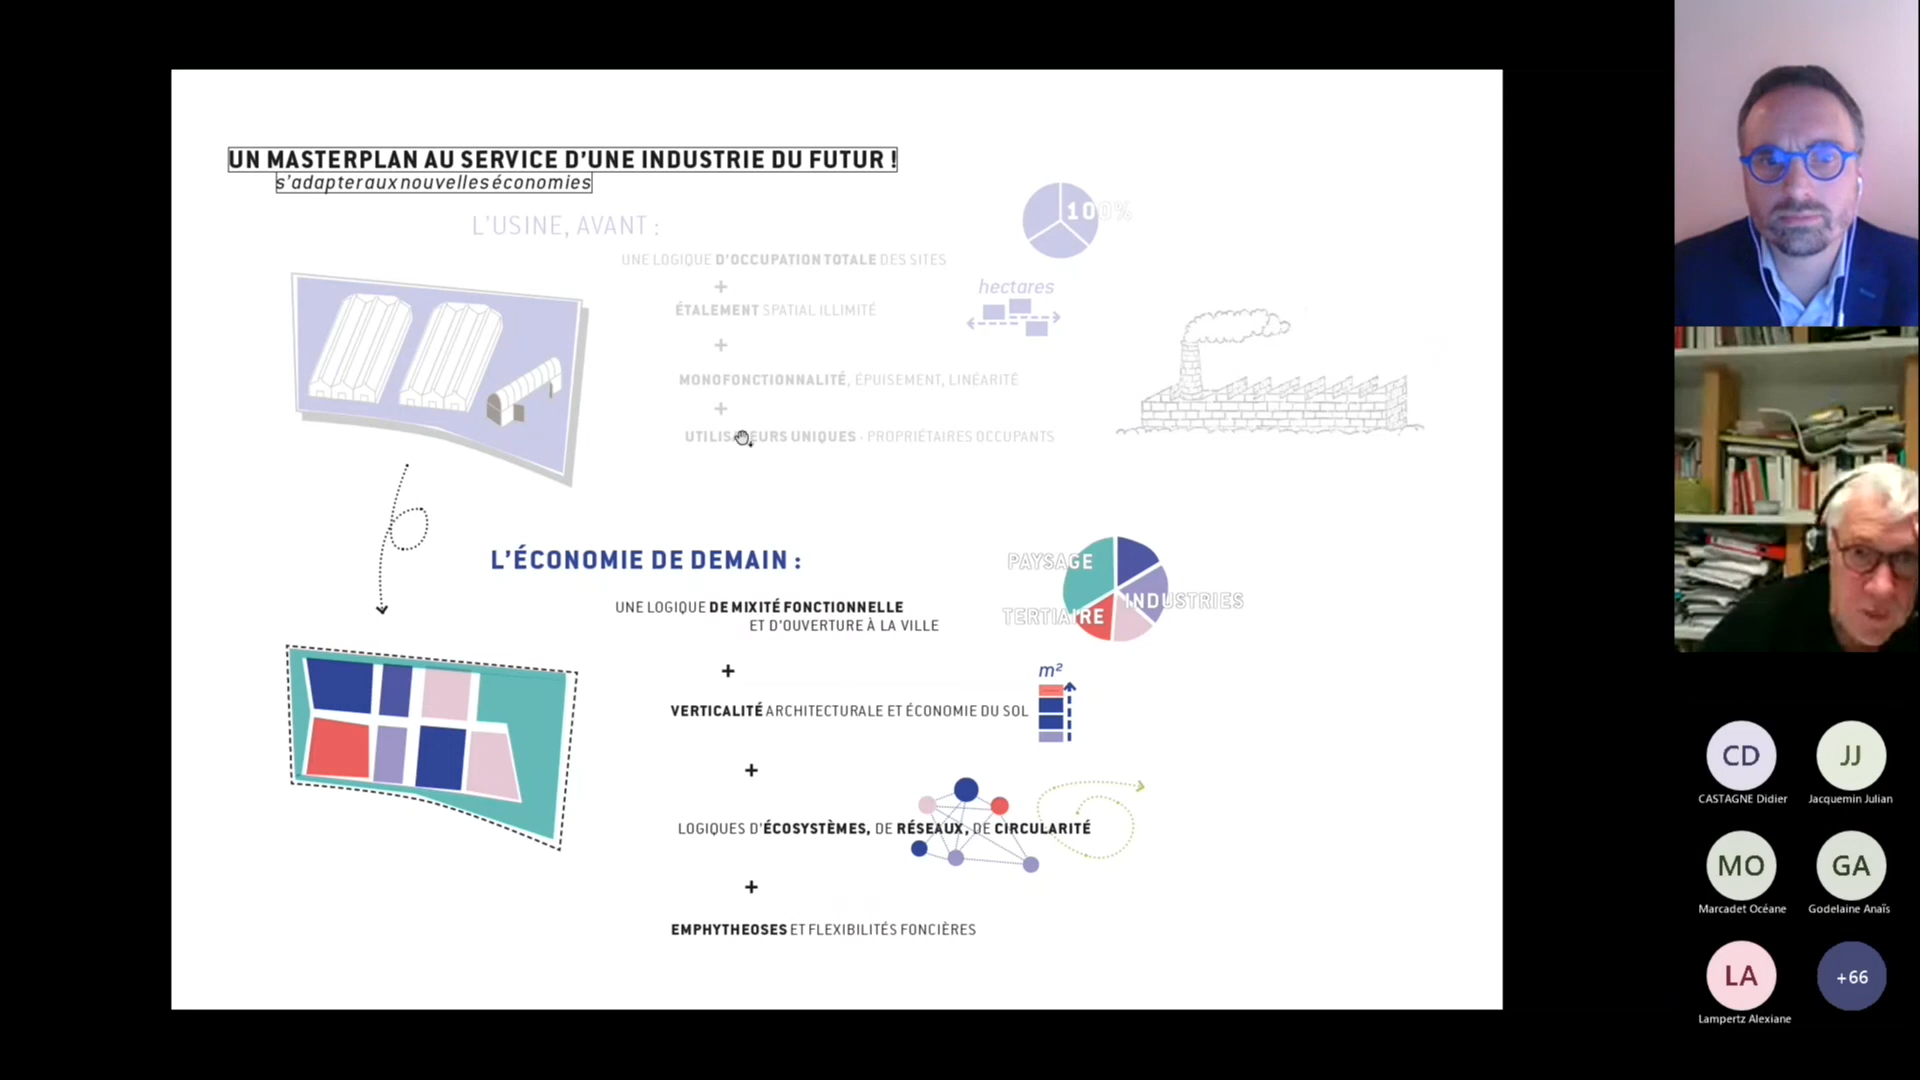 UN MASTERPLAN AU SERVICE D'UNE INDUSTRIE DU FUTUR !
s'adapter aux nouvelles économies
L'USINE, AVANT :
100%
UNE LOGIQUE D'OCCUPATION TOTALE DES SITES
+
hectares
ÉTALEMENT SPATIAL ILLIMITÉ
+
MONOFONCTIONNALITÉ, ÉPUISEMENT, LINÉARITÉ
+
UTILISATEURS UNIQUES - PROPRIÉTAIRES OCCUPANTS
L'ÉCONOMIE DE DEMAIN :
PAYSAGE
INDUSTRIES
TERTIAIRE
UNE LOGIQUE DE MIXITÉ FONCTIONNELLE
ET D'OUVERTURE À LA VILLE
+
m²
VERTICALITÉ ARCHITECTURALE ET ÉCONOMIE DU SOL
+
LOGIQUES D'ÉCOSYSTÈMES, DE RÉSEAUX, DE CIRCULARITÉ
+
EMPHYTHEOSES ET FLEXIBILITÉS FONCIÈRES
CD
CASTAGNE Didier
JJ
Jacquemin Julian
MO
Marcadet Océane
GA
Godelaine Anaïs
LA
Lampertz Alexiane
+66